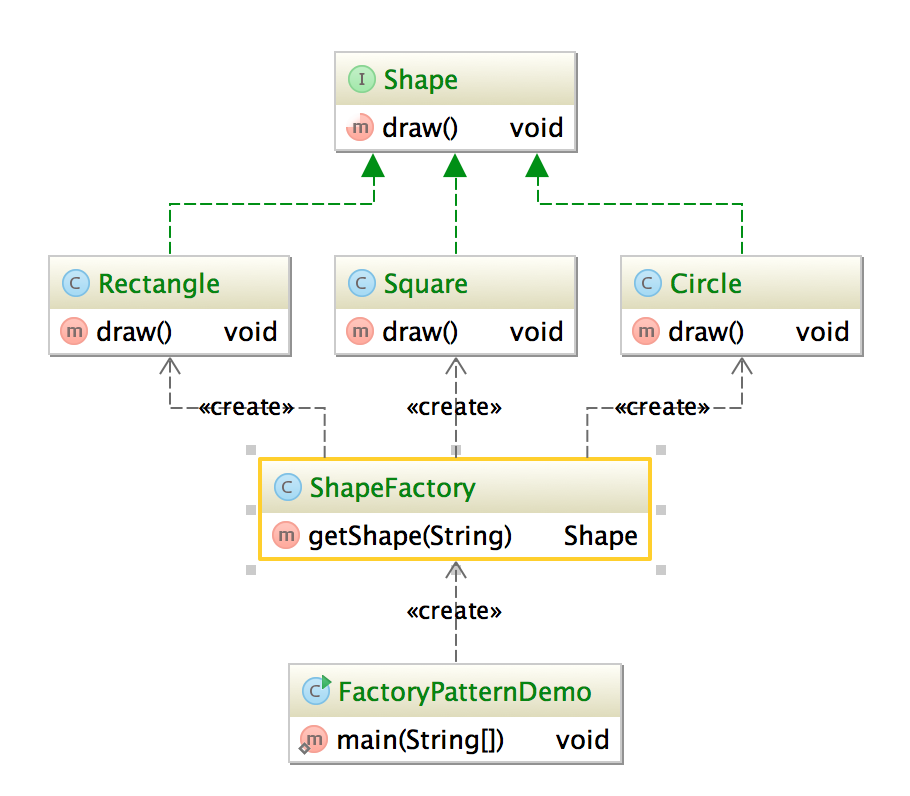 I Shape
m draw() void
C Rectangle
m draw() void
C Square
m draw() void
C Circle
m draw() void
«create» «create» «create»
C ShapeFactory
m getShape(String) Shape
«create»
C FactoryPatternDemo
m main(String[]) void